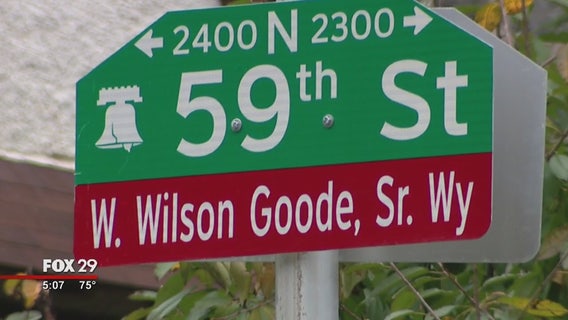 ← 2400 N 2300 →
59th St
W. Wilson Goode, Sr. Wy
FOX 29
5:07 75°